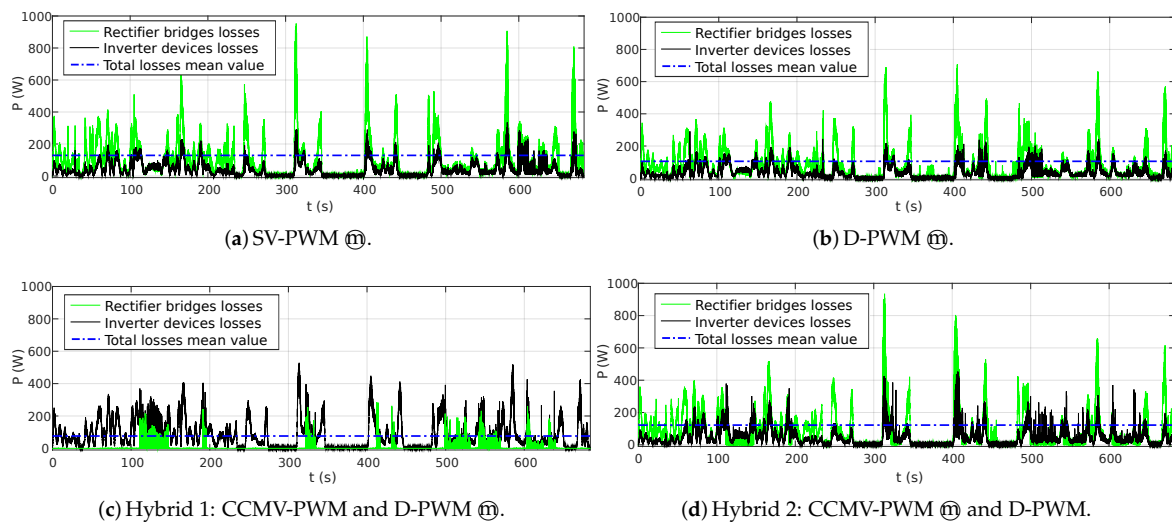 1000
800
600
400
200
0
P (W)
Rectifier bridges losses
Inverter devices losses
Total losses mean value
0 100 200 300 400 500 600
t (s)
(a) SV-PWM ⓜ.
1000
800
600
400
200
0
P (W)
Rectifier bridges losses
Inverter devices losses
Total losses mean value
0 100 200 300 400 500 600
t (s)
(b) D-PWM ⓜ.
1000
800
600
400
200
0
P (W)
Rectifier bridges losses
Inverter devices losses
Total losses mean value
0 100 200 300 400 500 600
t (s)
(c) Hybrid 1: CCMV-PWM and D-PWM ⓜ.
1000
800
600
400
200
0
P (W)
Rectifier bridges losses
Inverter devices losses
Total losses mean value
0 100 200 300 400 500 600
t (s)
(d) Hybrid 2: CCMV-PWM ⓜ and D-PWM.